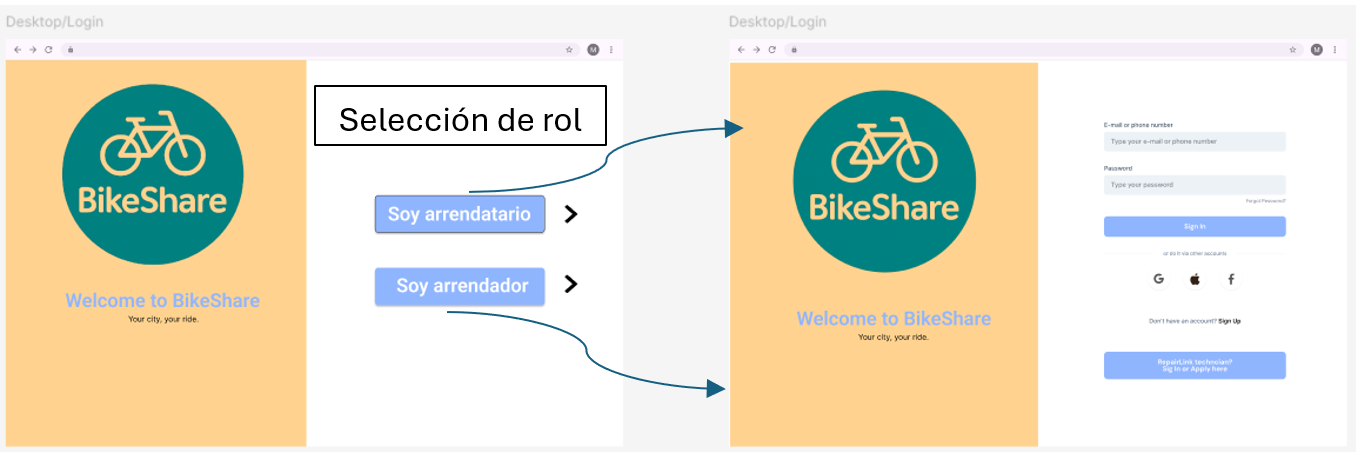 Desktop/Login
M
BikeShare
Welcome to BikeShare
Your city, your ride.
Selección de rol
Soy arrendatario
Soy arrendador
Desktop/Login
M
BikeShare
Welcome to BikeShare
Your city, your ride.
E-mail or phone number
Type your e-mail or phone number
Password
Type your password
Forgot Password?
Sign In
or do it via other accounts
G
f
Don't have an account? Sign Up
RepairLink technician?
Sig In or Apply here